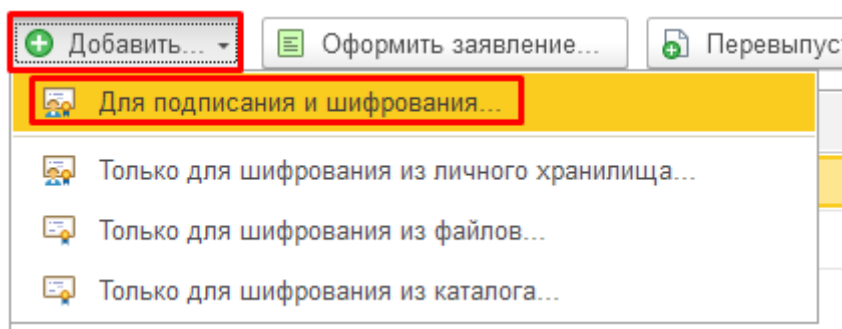 Добавить... Оформить заявление... Перевыпус
Для подписания и шифрования...
Только для шифрования из личного хранилища...
Только для шифрования из файлов...
Только для шифрования из каталога...